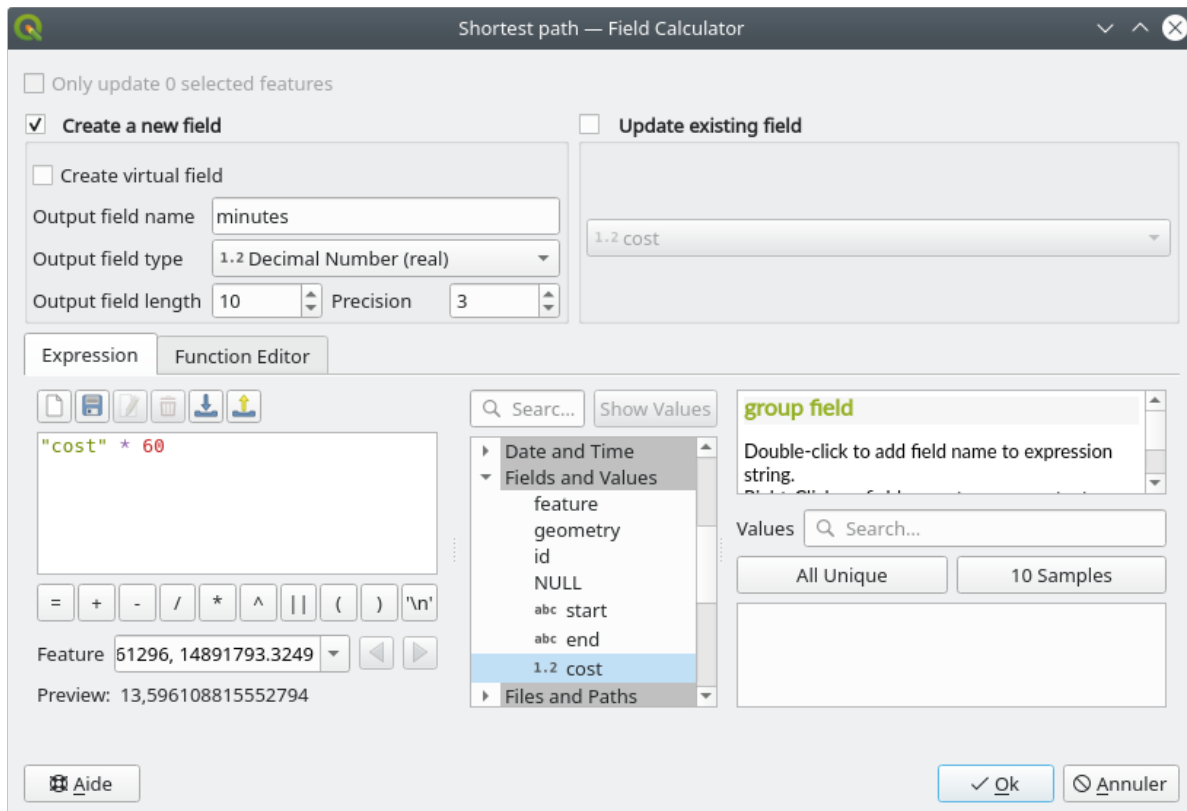 Shortest path — Field Calculator
Only update 0 selected features
Create a new field
Update existing field
Create virtual field
Output field name minutes
1.2 cost
Output field type 1.2 Decimal Number (real)
Output field length 10 Precision 3
Expression Function Editor
"cost" * 60
= + - / * ^ || ( ) '\n'
Feature 61296, 14891793.3249
Preview: 13,596108815552794
Searc... Show Values
Date and Time
Fields and Values
feature
geometry
id
NULL
abc start
abc end
1.2 cost
Files and Paths
group field
Double-click to add field name to expression
string.
Values Search...
All Unique 10 Samples
Aide Ok Annuler